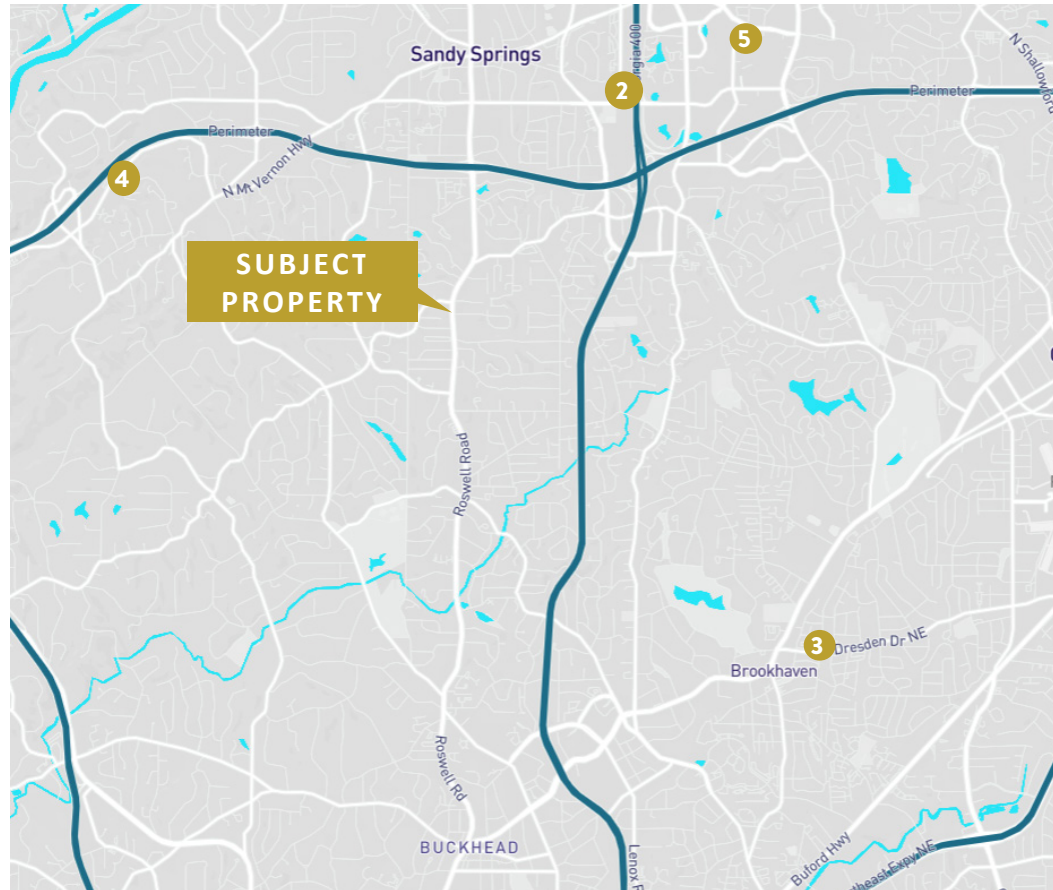 Sandy Springs
5
N Shallowford
2
Perimeter
Perimeter
N Mt Vernon Hwy
4
SUBJECT
PROPERTY
Roswell Road
3
Dresden Dr NE
Brookhaven
Roswell Rd
BUCKHEAD
Lenox
Buford Hwy